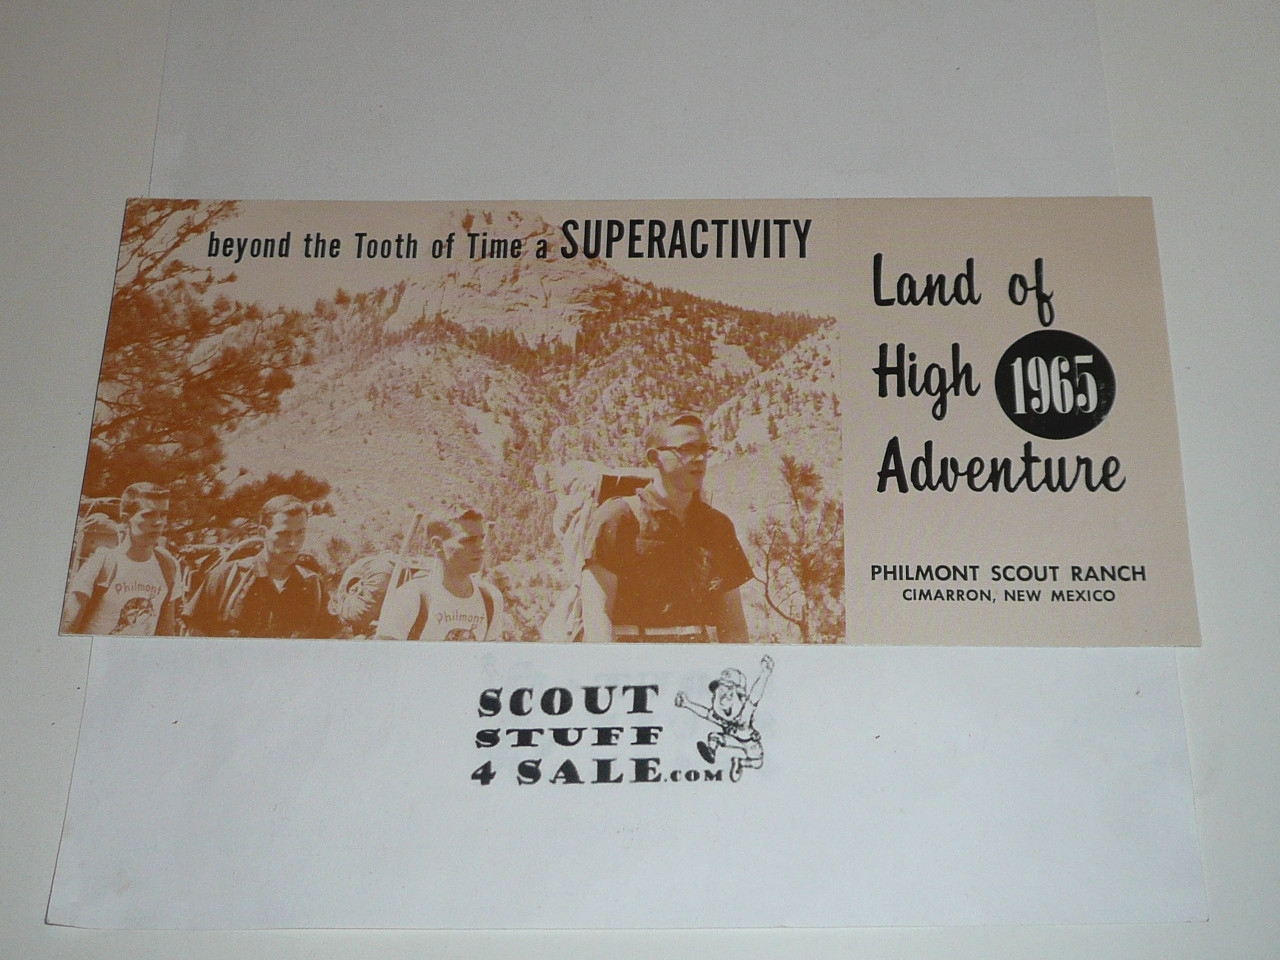 beyond the Tooth of Time a SUPERACTIVITY
Land of
High 1965
Adventure
PHILMONT SCOUT RANCH
CIMARRON, NEW MEXICO
Philmont
Philmont
SCOUT
STUFF
4 SALE.COM